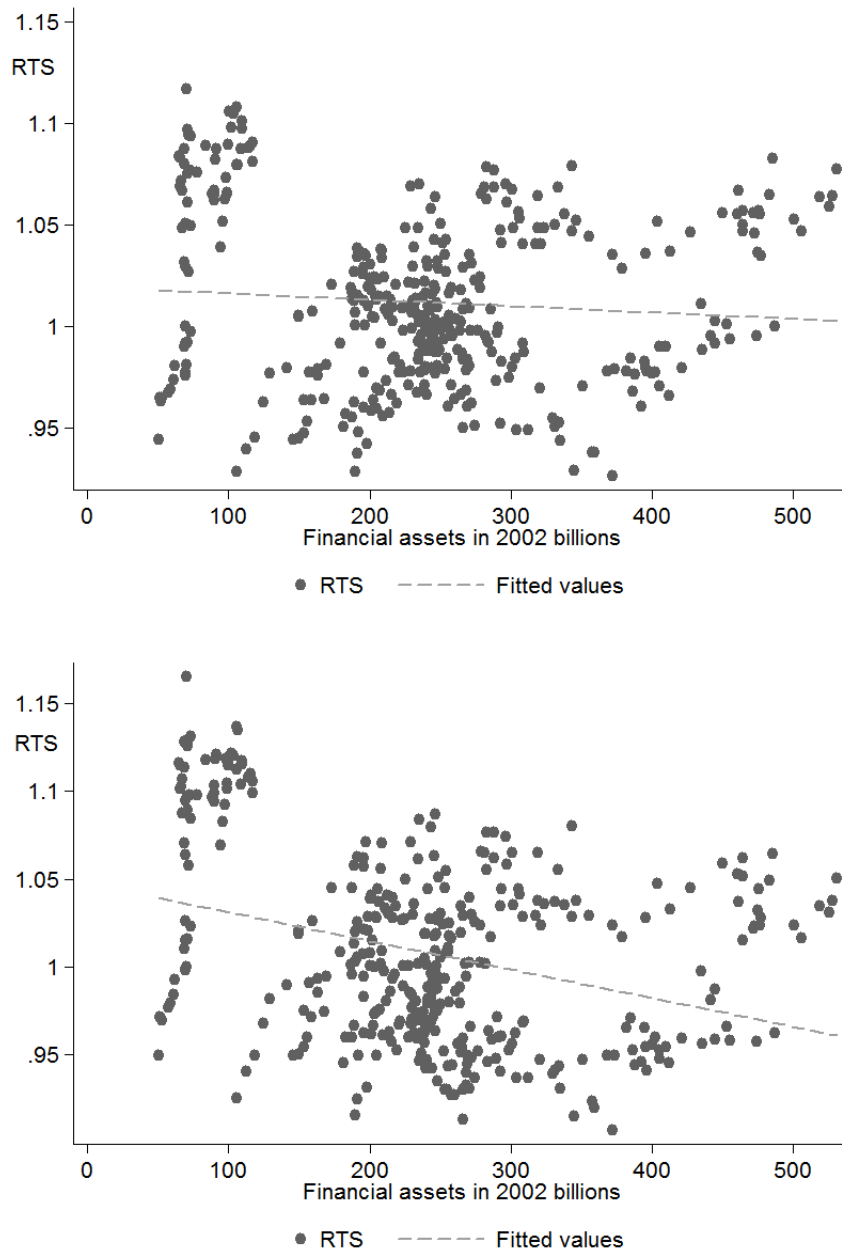 1.15
RTS
1.1
1.05
1
.95
0 100 200 300 400 500
Financial assets in 2002 billions
RTS Fitted values
1.15
RTS
1.1
1.05
1
.95
0 100 200 300 400 500
Financial assets in 2002 billions
RTS Fitted values